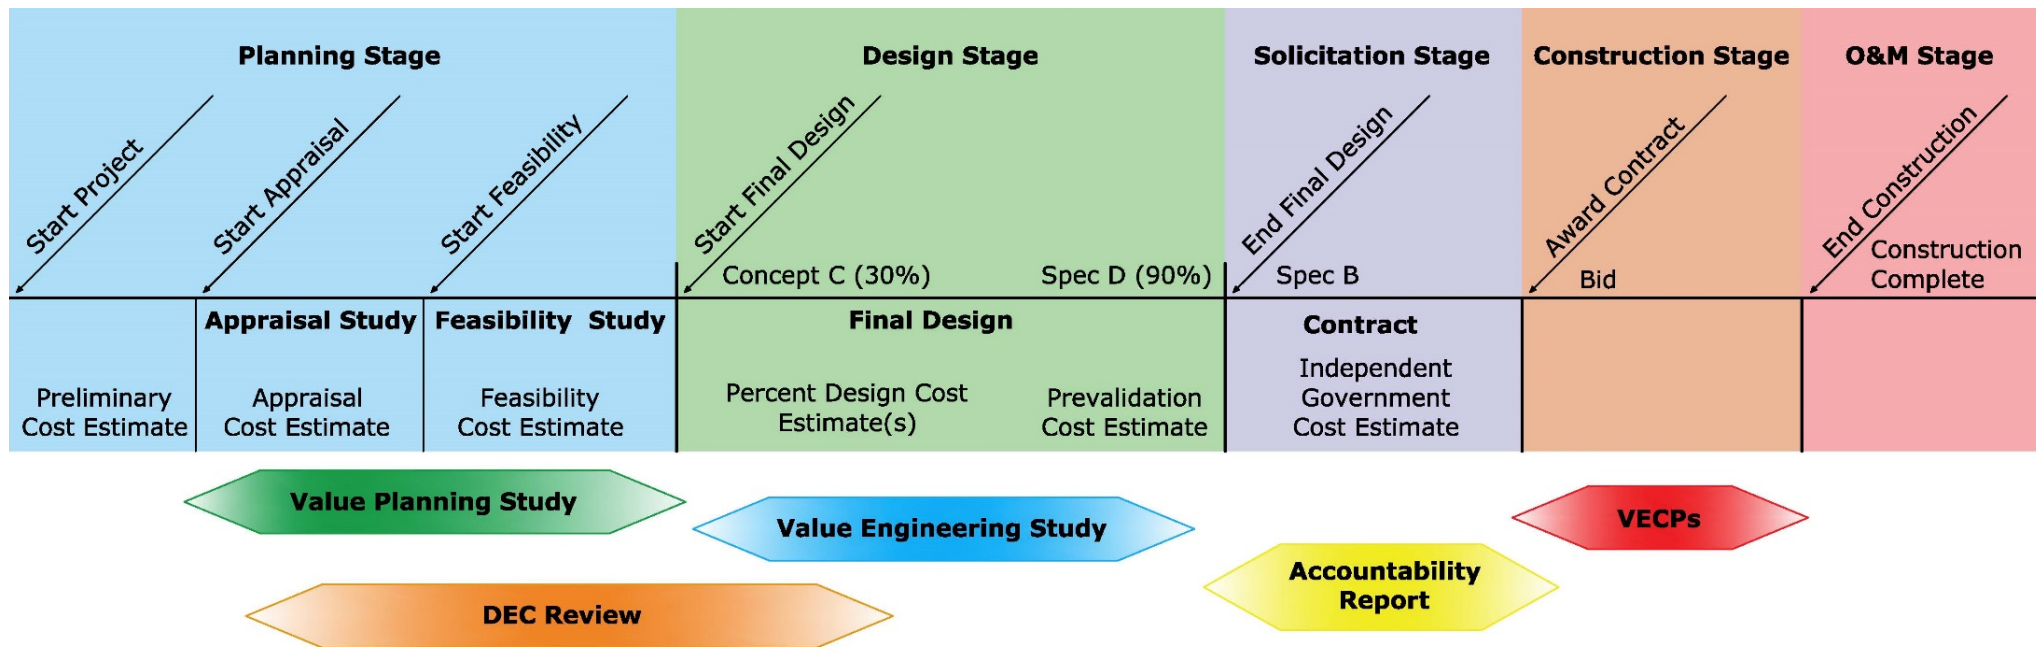 Planning Stage
Design Stage
Solicitation Stage
Construction Stage
O&M Stage
Start Project
Start Appraisal
Start Feasibility
Start Final Design
End Final Design
Award Contract
End Construction
Concept C (30%)
Spec D (90%)
Spec B
Bid
Construction
Complete
Appraisal Study
Feasibility Study
Final Design
Contract
Preliminary
Cost Estimate
Appraisal
Cost Estimate
Feasibility
Cost Estimate
Percent Design Cost
Estimate(s)
Prevalidation
Cost Estimate
Independent
Government
Cost Estimate
Value Planning Study
Value Engineering Study
VECPs
Accountability
Report
DEC Review